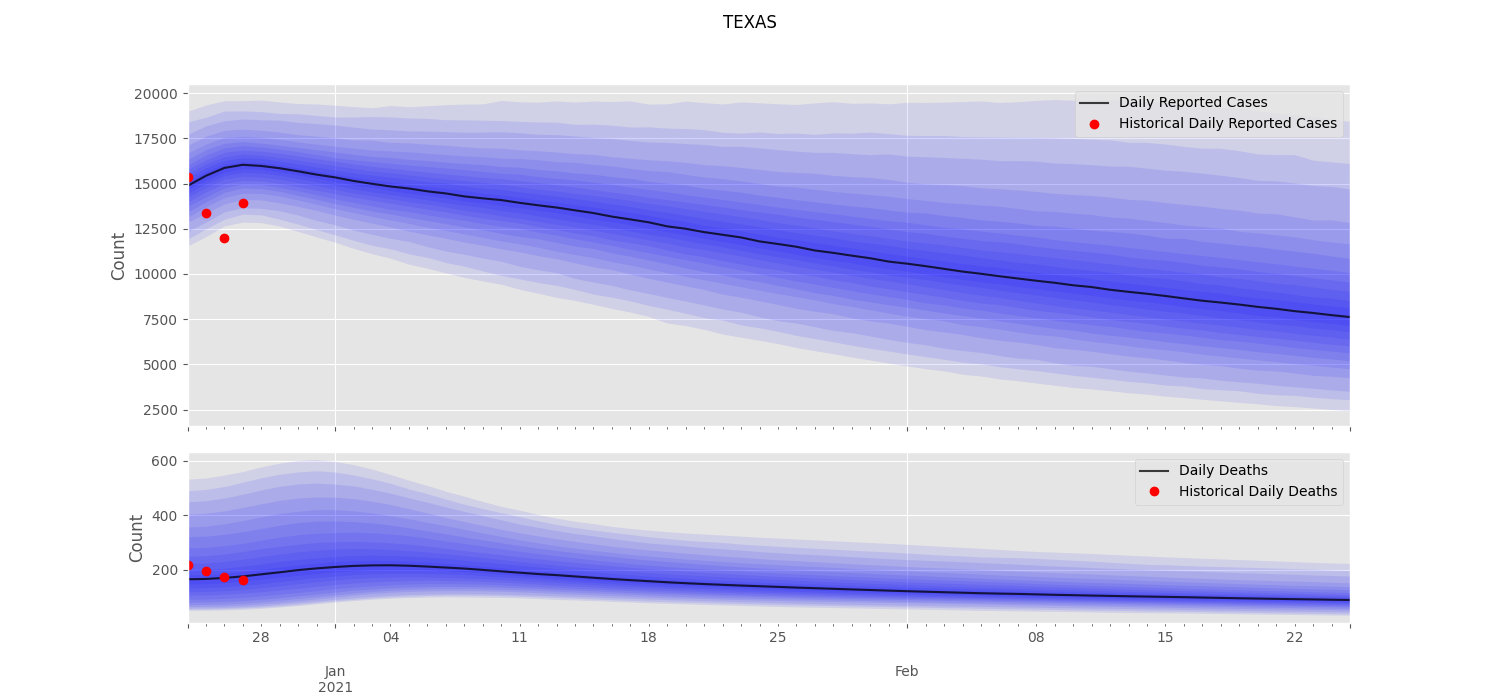 TEXAS
20000
17500
15000
12500
10000
7500
5000
2500
Count
Daily Reported Cases
Historical Daily Reported Cases
600
400
200
Count
Daily Deaths
Historical Daily Deaths
28 04 11 18 25 08 15 22
Jan Feb
2021